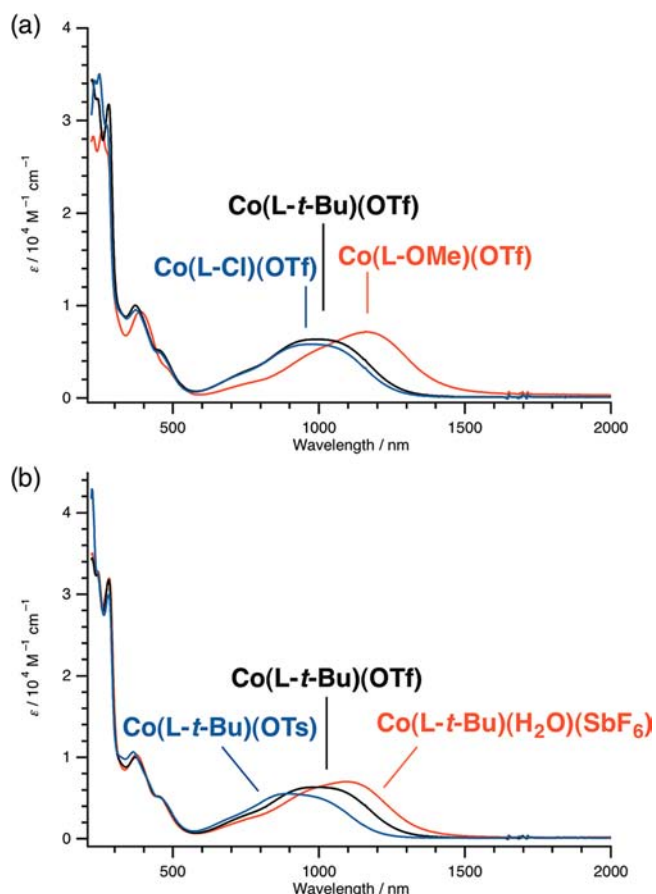 (a)
4
3
2
1
0
ε / 10⁴ M⁻¹ cm⁻¹
Co(L-t-Bu)(OTf)
Co(L-Cl)(OTf)
Co(L-OMe)(OTf)
500
1000
1500
2000
Wavelength / nm
(b)
4
3
2
1
0
ε / 10⁴ M⁻¹ cm⁻¹
Co(L-t-Bu)(OTf)
Co(L-t-Bu)(OTs)
Co(L-t-Bu)(H₂O)(SbF₆)
500
1000
1500
2000
Wavelength / nm